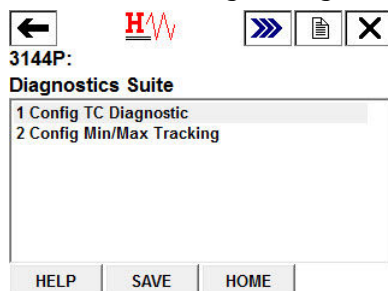 H
3144P:
Diagnostics Suite
1 Config TC Diagnostic
2 Config Min/Max Tracking
HELP SAVE HOME